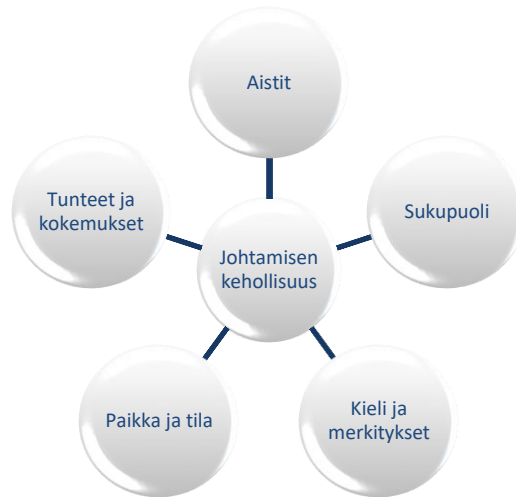 Aistit
Tunteet ja
kokemukset
Sukupuoli
Johtamisen
kehollisuus
Paikka ja tila
Kieli ja
merkitykset